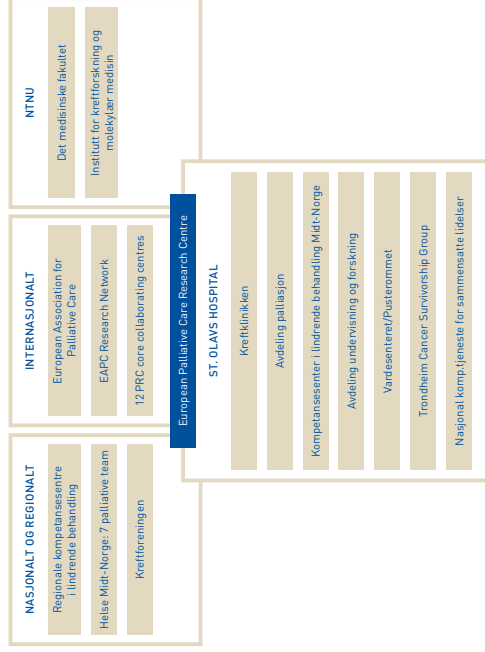 NASJONALT OG REGIONALT
Regionale kompetansesentre
i lindrende behandling
Helse Midt-Norge: 7 palliative team
Kreftforeningen
INTERNASJONALT
European Association for
Palliative Care
EAPC Research Network
12 PRC core collaborating centres
NTNU
Det medisinske fakultet
Institutt for kreftforskning og
molekylær medisin
European Palliative Care Research Centre
ST. OLAVS HOSPITAL
Kreftklinikken
Avdeling palliasjon
Kompetansesenter i lindrende behandling Midt-Norge
Avdeling undervisning og forskning
Vardesenteret/Pusterommet
Trondheim Cancer Survivorship Group
Nasjonal komp.tjeneste for sammensatte lidelser